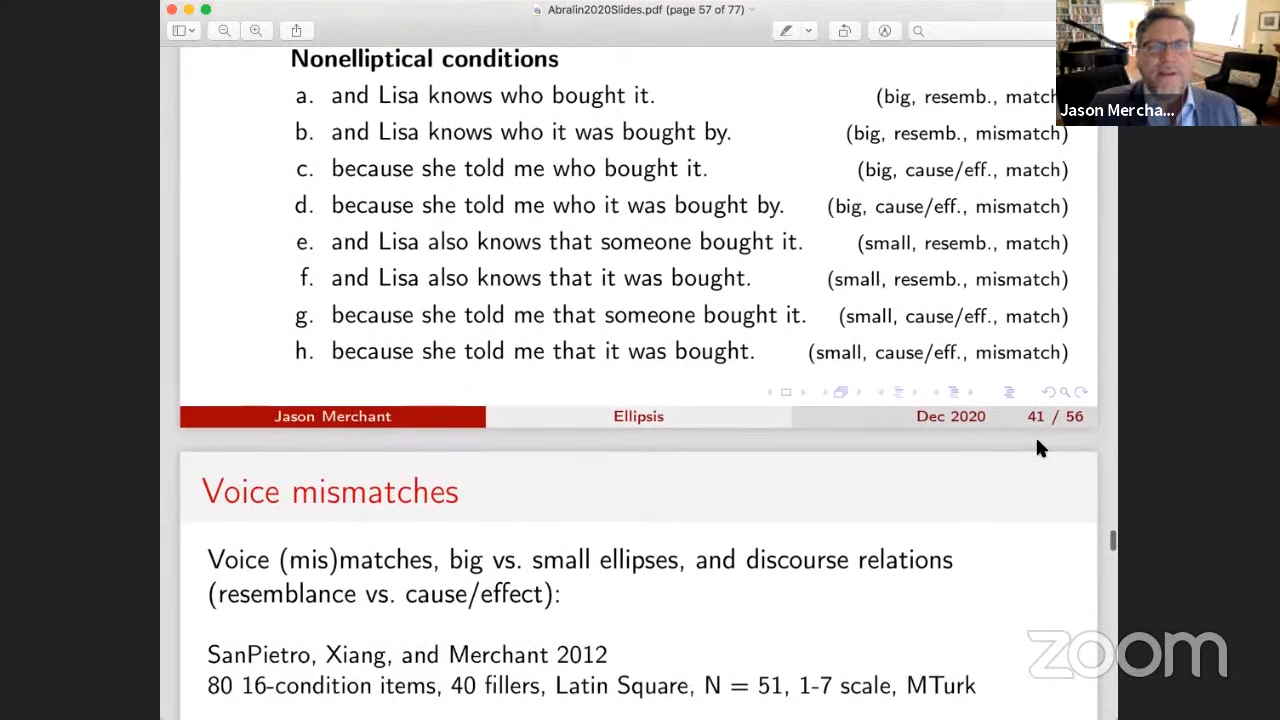 Abralin2020Slides.pdf (page 57 of 77)
Nonelliptical conditions
a. and Lisa knows who bought it. (big, resemb., match
b. and Lisa knows who it was bought by. (big, resemb., mismatch)
c. because she told me who bought it. (big, cause/eff., match)
d. because she told me who it was bought by. (big, cause/eff., mismatch)
e. and Lisa also knows that someone bought it. (small, resemb., match)
f. and Lisa also knows that it was bought. (small, resemb., mismatch)
g. because she told me that someone bought it. (small, cause/eff., match)
h. because she told me that it was bought. (small, cause/eff., mismatch)
Jason Mercha...
Jason Merchant Ellipsis Dec 2020 41 / 56
Voice mismatches
Voice (mis)matches, big vs. small ellipses, and discourse relations
(resemblance vs. cause/effect):
SanPietro, Xiang, and Merchant 2012
80 16-condition items, 40 fillers, Latin Square, N = 51, 1-7 scale, MTurk
zoom